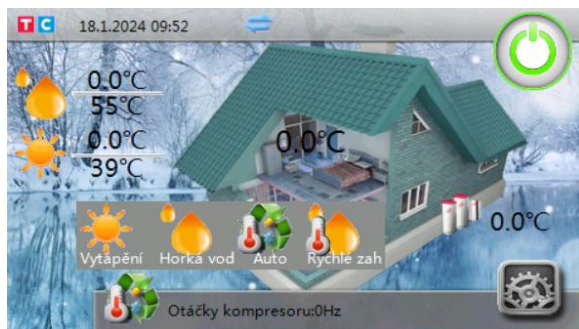 TC 18.1.2024 09:52
0.0℃
55℃
0.0℃
39℃
0.0℃
0.0℃
Vytápění Horká vod Auto Rychlé zah
Otáčky kompresoru:0Hz